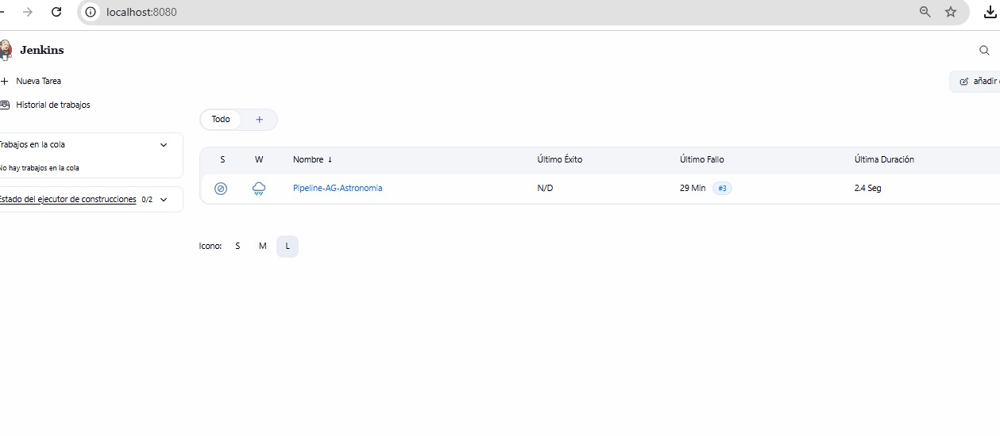 localhost:8080
Jenkins
Nueva Tarea
añadir
Historial de trabajos
Todo +
Trabajos en la cola
No hay trabajos en la cola
Estado del ejecutor de construcciones 0/2
S W Nombre ↓ Último Éxito Último Fallo Última Duración
Pipeline-AG-Astronomia N/D 29 Min #3 2.4 Seg
Icono: S M L